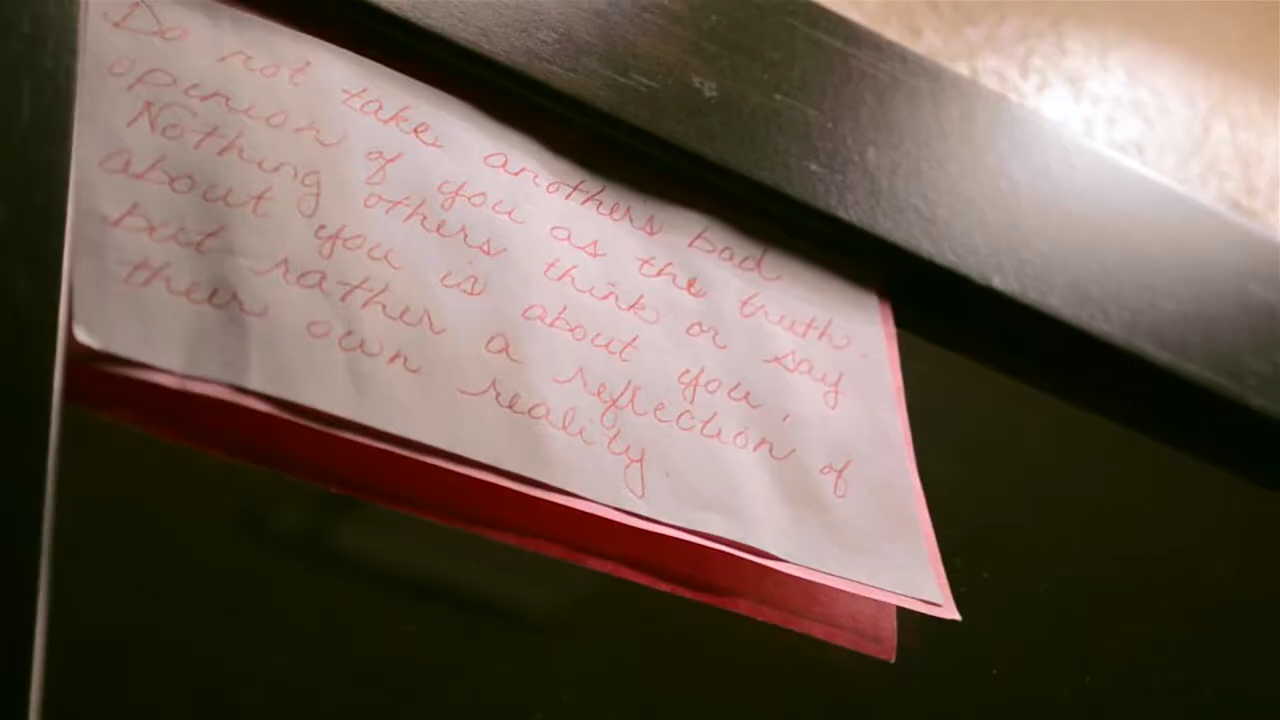 Do not take anothers bad
opinion of you as the truth.
Nothing others think or say
about you is about you,
but rather a reflection of
their own reality